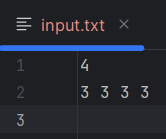 input.txt
1 4
2 3 3 3 3
3